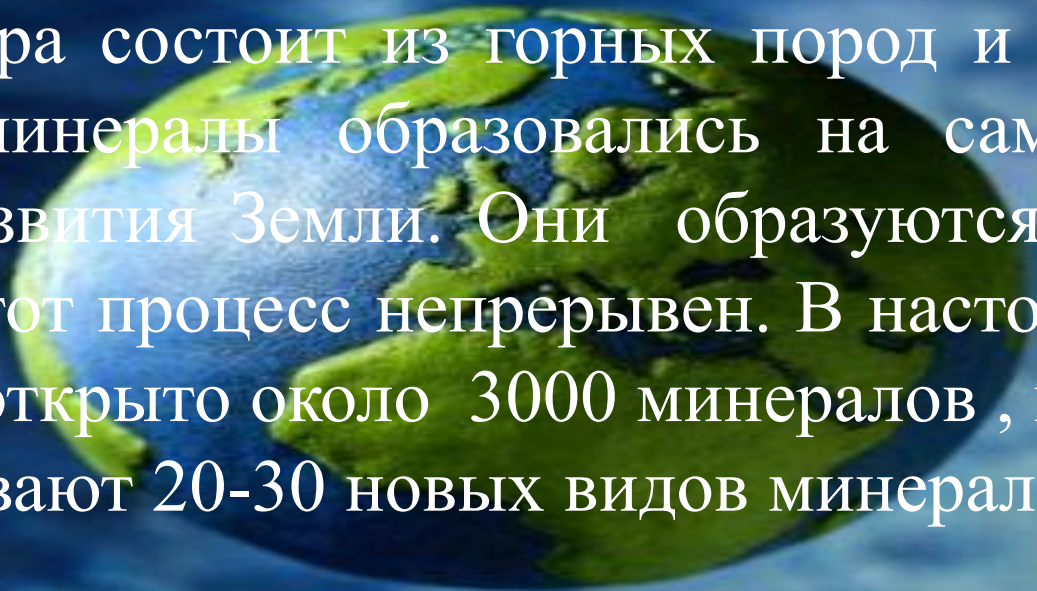 ра состоит из горных пород и
минералы образовались на сам
звития Земли. Они образуются
тот процесс непрерывен. В насто
открыто около 3000 минералов ,
вают 20-30 новых видов минерал